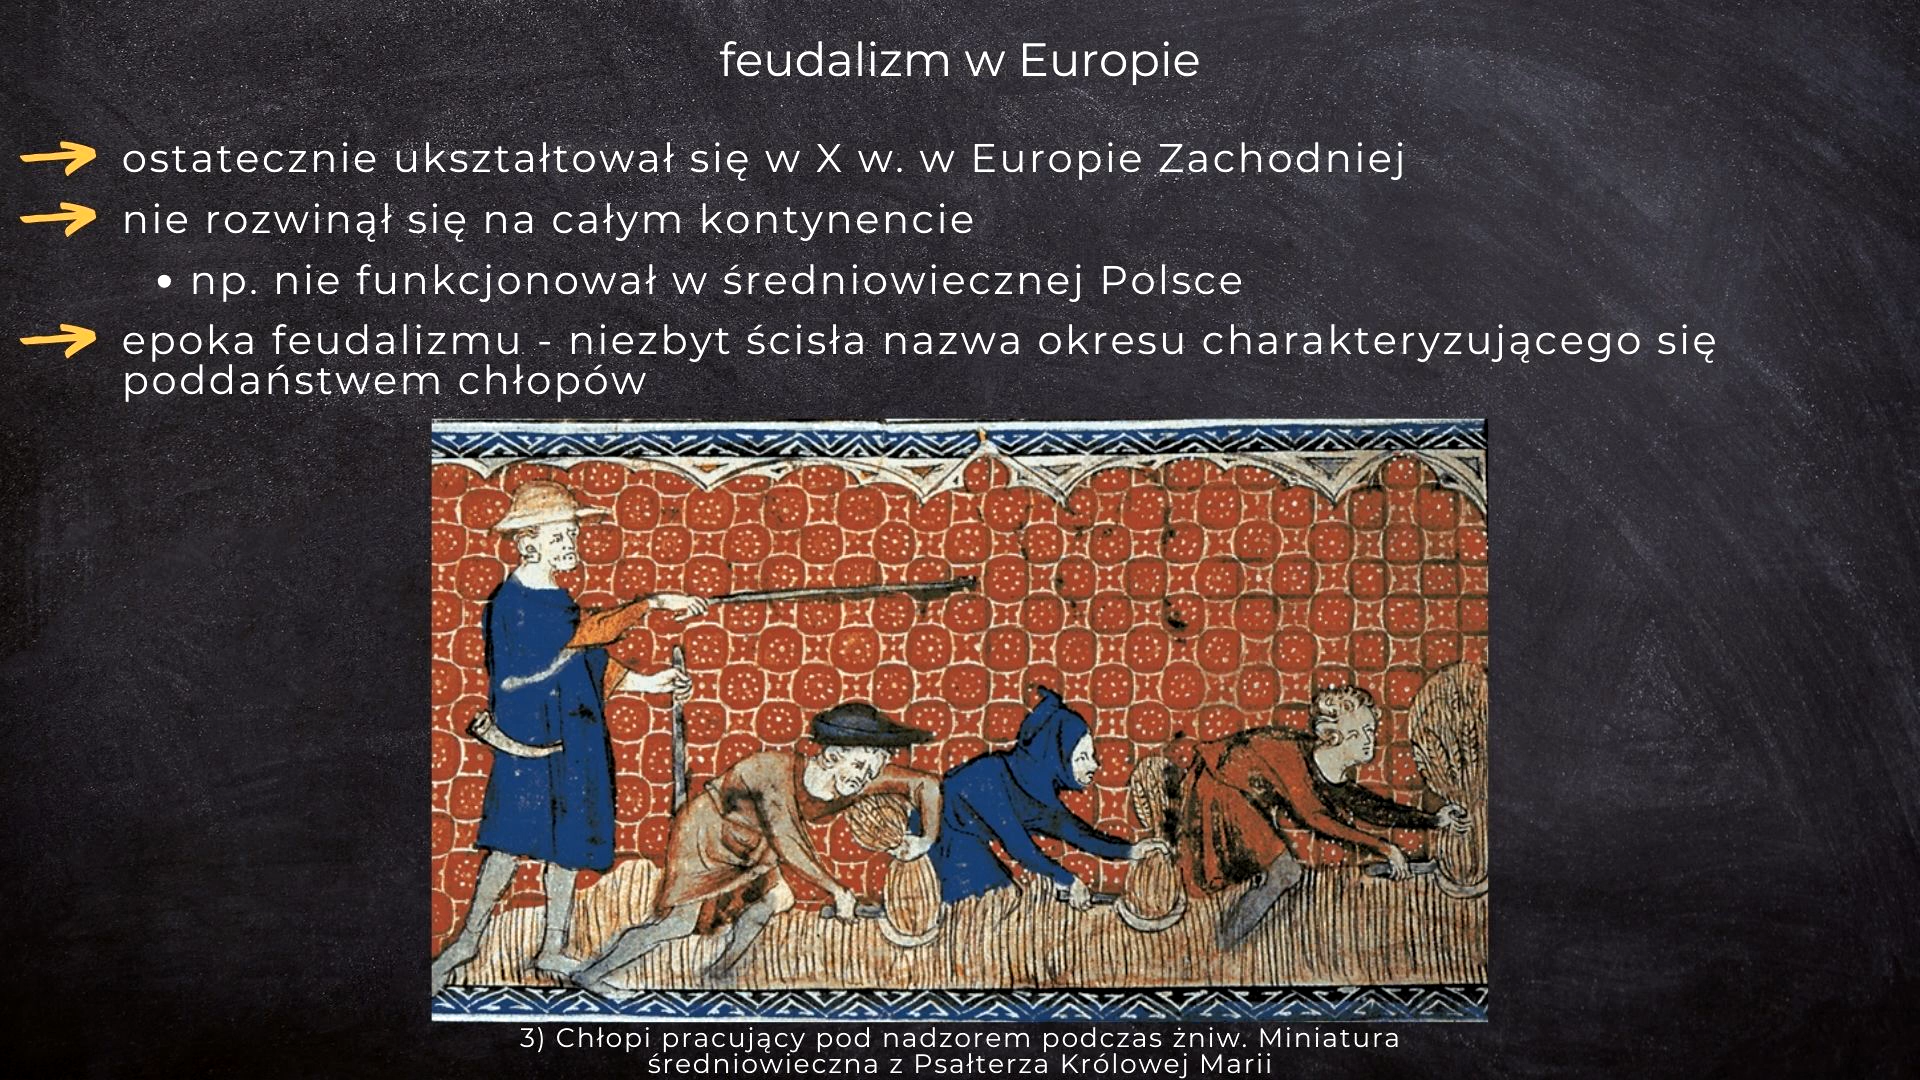 feudalizm w Europie
ostatecznie ukształtował się w X w. w Europie Zachodniej
nie rozwinął się na całym kontynencie
• np. nie funkcjonował w średniowiecznej Polsce
epoka feudalizmu - niezbyt ścisła nazwa okresu charakteryzującego się
poddaństwem chłopów
3) Chłopi pracujący pod nadzorem podczas żniw. Miniatura
średniowieczna z Psałterza Królowej Marii